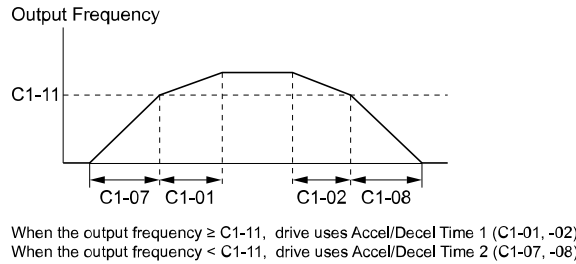 Output Frequency
C1-11
C1-07 C1-01 C1-02 C1-08
When the output frequency ≥ C1-11, drive uses Accel/Decel Time 1 (C1-01, -02)
When the output frequency < C1-11, drive uses Accel/Decel Time 2 (C1-07, -08)